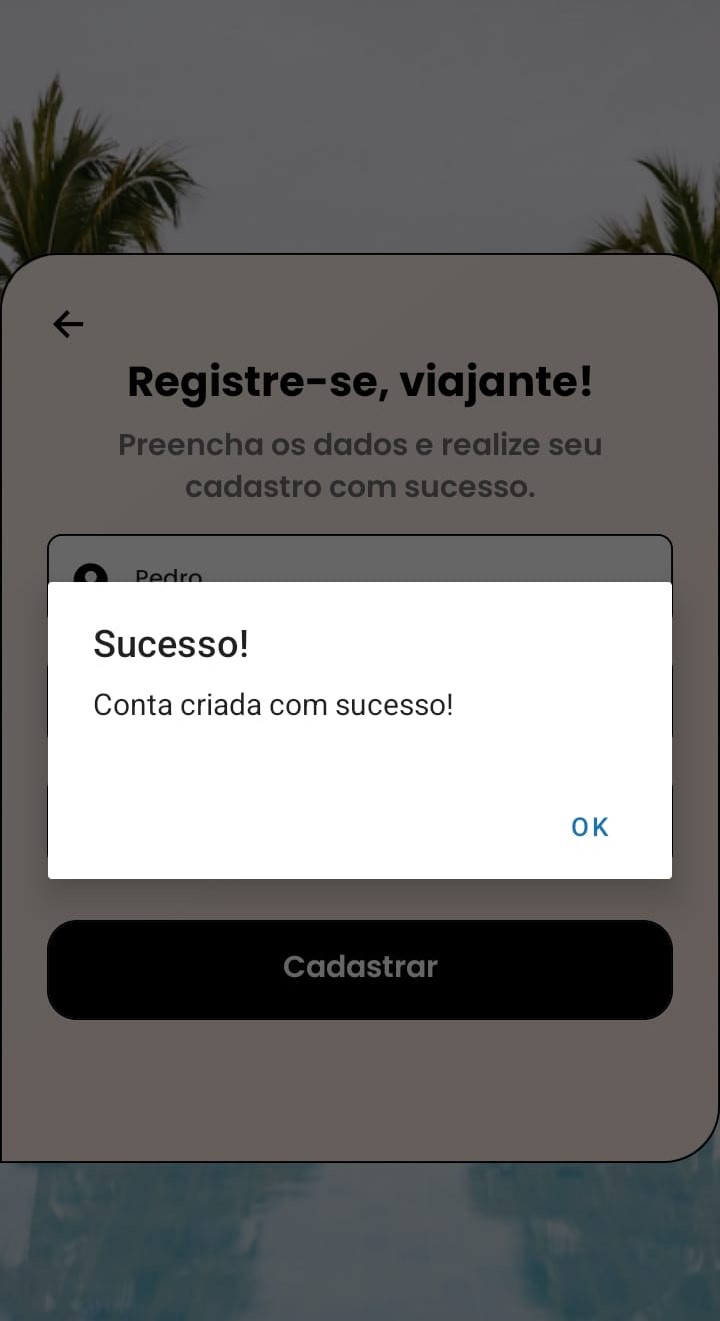 Registre-se, viajante!
Preencha os dados e realize seu
cadastro com sucesso.
Pedro
Sucesso!
Conta criada com sucesso!
OK
Cadastrar